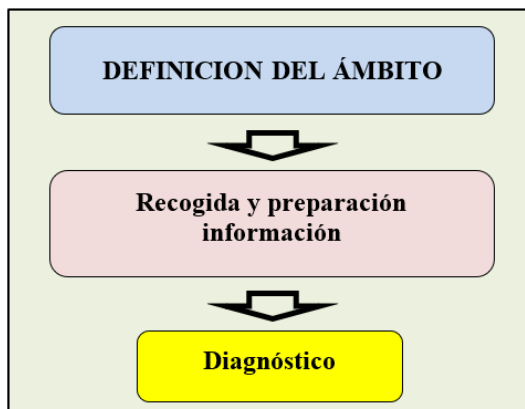 DEFINICION DEL ÁMBITO
Recogida y preparación
información
Diagnóstico